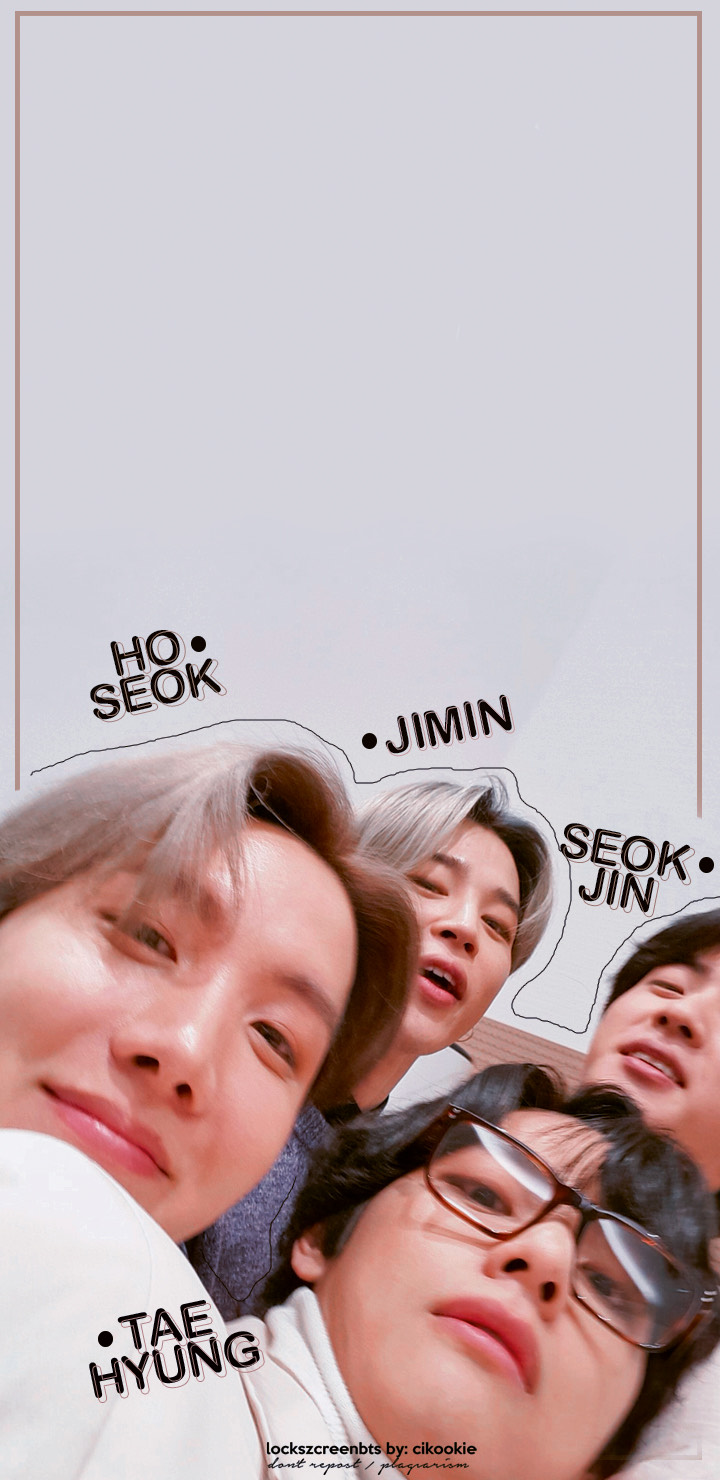 HO
SEOK
JIMIN
SEOK
JIN
TAE
HYUNG
lockszcreenbts by: cikookie
dont repost / plagiarism